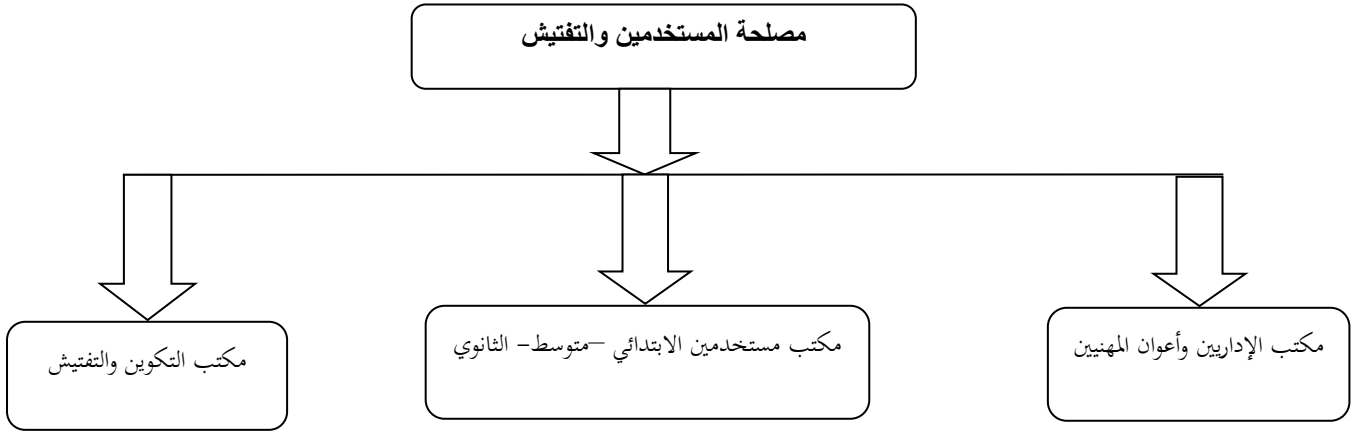 مصلحة المستخدمين والتفتيش
مكتب الإداريين وأعوان المهنيين
مكتب مستخدمين الابتدائي –متوسط– الثانوي
مكتب التكوين والتفتيش